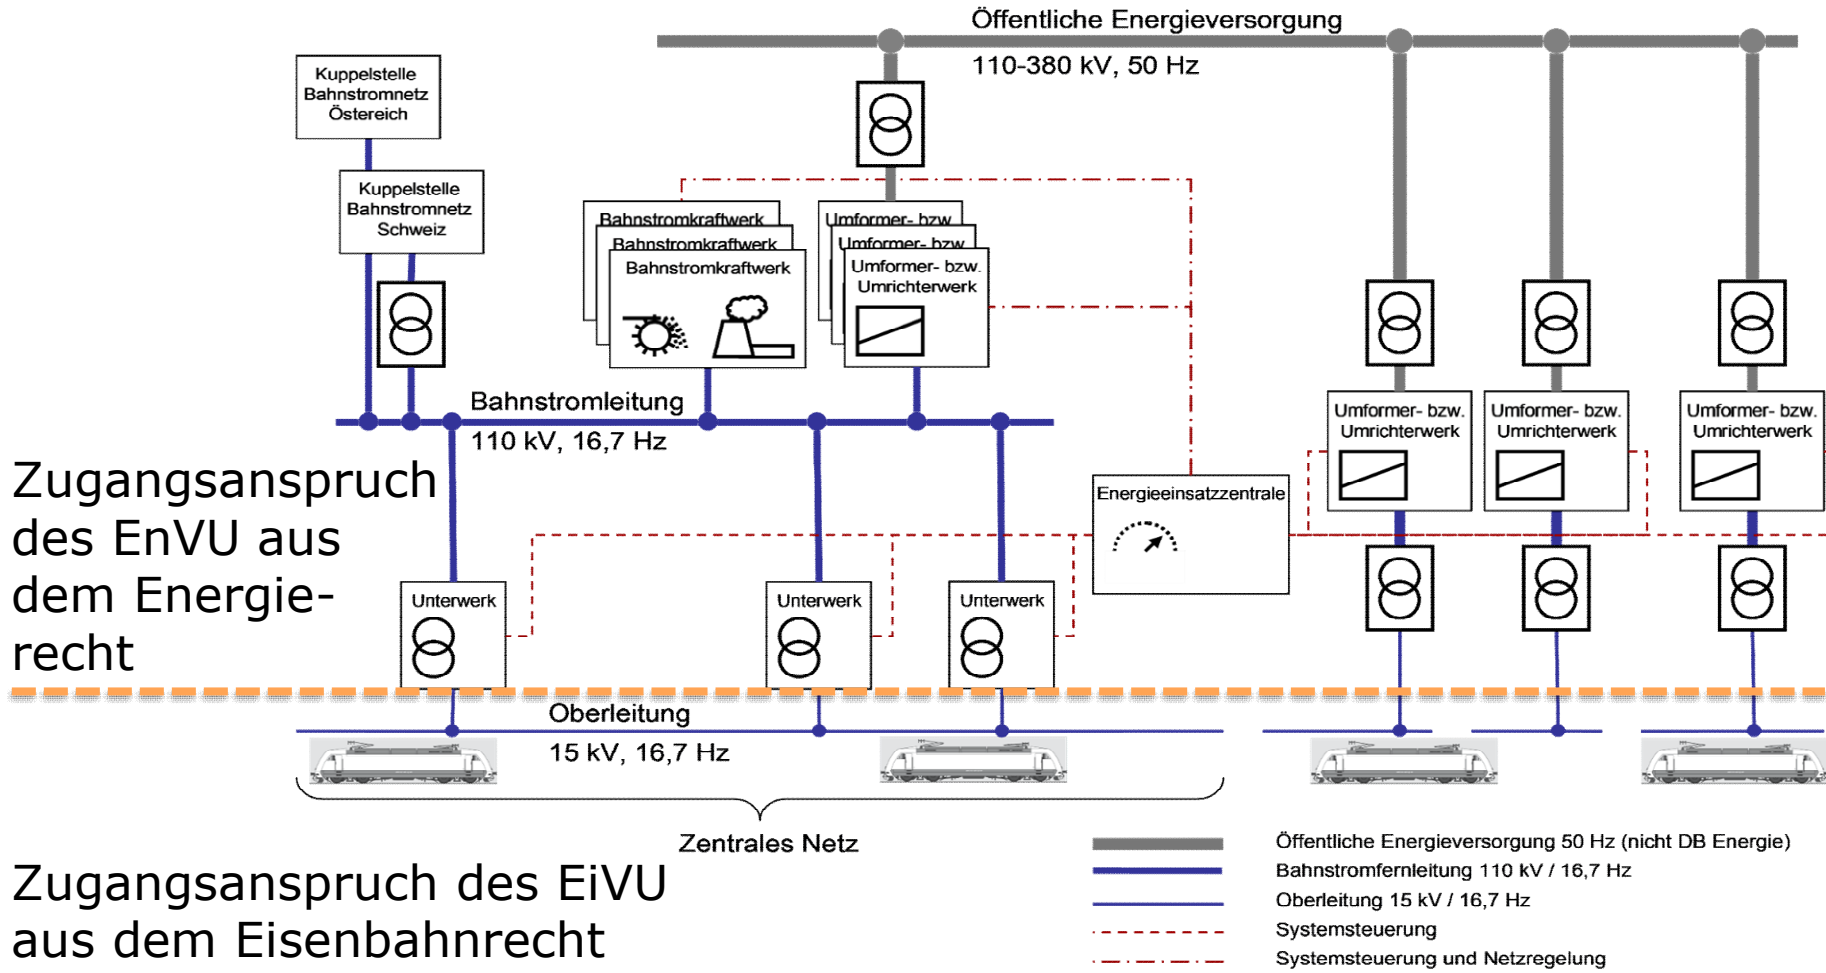 Öffentliche Energieversorgung
110-380 kV, 50 Hz
Kuppelstelle
Bahnstromnetz
Östereich
Kuppelstelle
Bahnstromnetz
Schweiz
Bahnstromkraftwerk
Bahnstromkraftwerk
Bahnstromkraftwerk
Umformer- bzw.
Umformer- bzw.
Umformer- bzw.
Umrichterwerk
Bahnstromleitung
110 kV, 16,7 Hz
Umformer- bzw.
Umrichterwerk
Umformer- bzw.
Umrichterwerk
Umformer- bzw.
Umrichterwerk
Energieeinsatzzentrale
Zugangsanspruch
des EnVU aus
dem Energie-
recht
Unterwerk
Unterwerk
Unterwerk
Oberleitung
15 kV, 16,7 Hz
Zentrales Netz
Zugangsanspruch des EiVU
aus dem Eisenbahnrecht
Öffentliche Energieversorgung 50 Hz (nicht DB Energie)
Bahnstromfernleitung 110 kV / 16,7 Hz
Oberleitung 15 kV / 16,7 Hz
Systemsteuerung
Systemsteuerung und Netzregelung